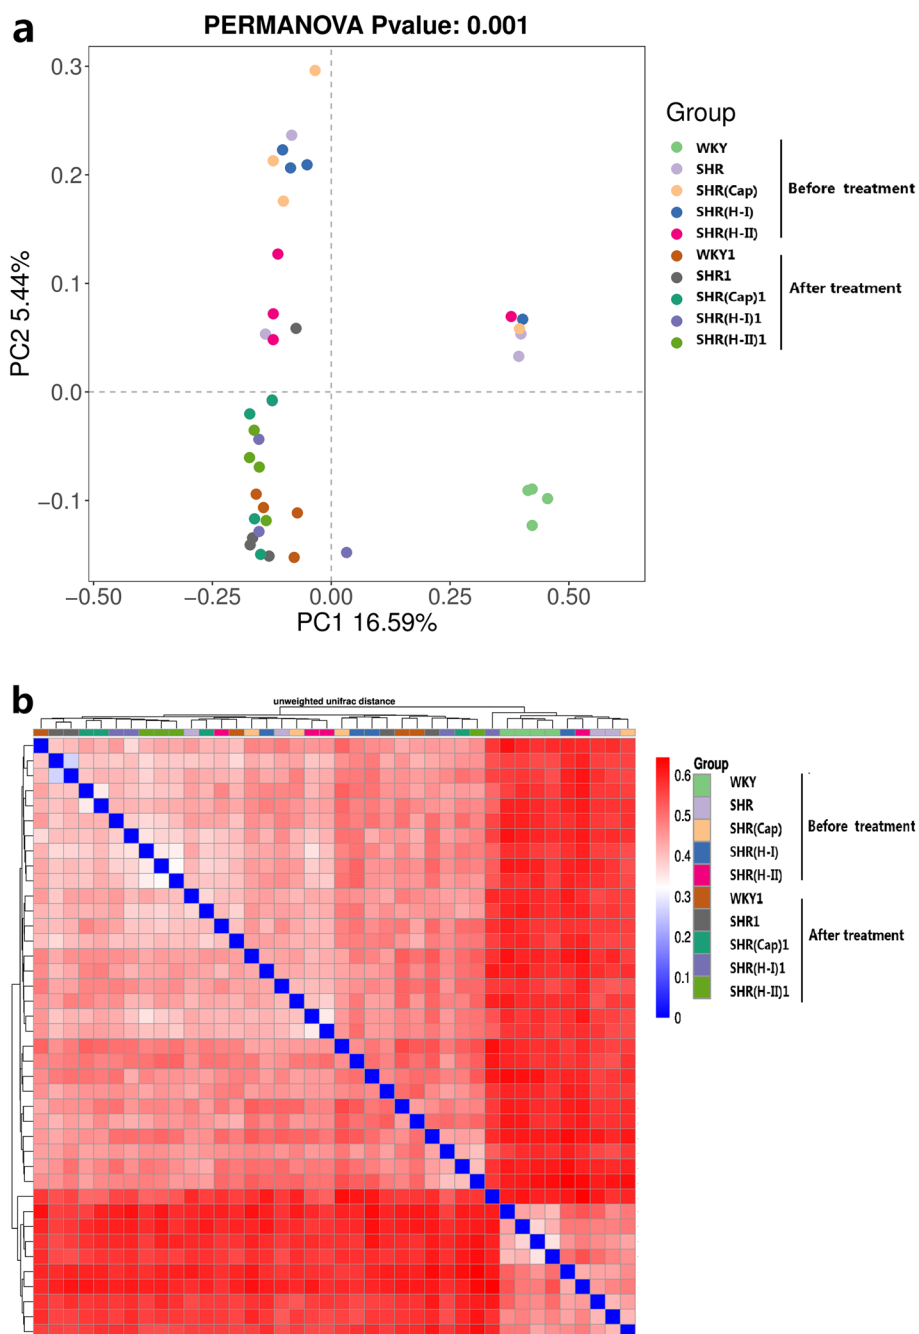 a
PERMANOVA Pvalue: 0.001
0.3
0.2
0.1
0.0
−0.1
PC2 5.44%
−0.50
−0.25
0.00
0.25
0.50
PC1 16.59%
Group
WKY
SHR
SHR(Cap)
SHR(H-I)
SHR(H-II)
WKY1
SHR1
SHR(Cap)1
SHR(H-I)1
SHR(H-II)1
Before treatment
After treatment
b
unweighted unifrac distance
0.6
0.5
0.4
0.3
0.2
0.1
0
Group
WKY
SHR
SHR(Cap)
SHR(H-I)
SHR(H-II)
WKY1
SHR1
SHR(Cap)1
SHR(H-I)1
SHR(H-II)1
Before treatment
After treatment